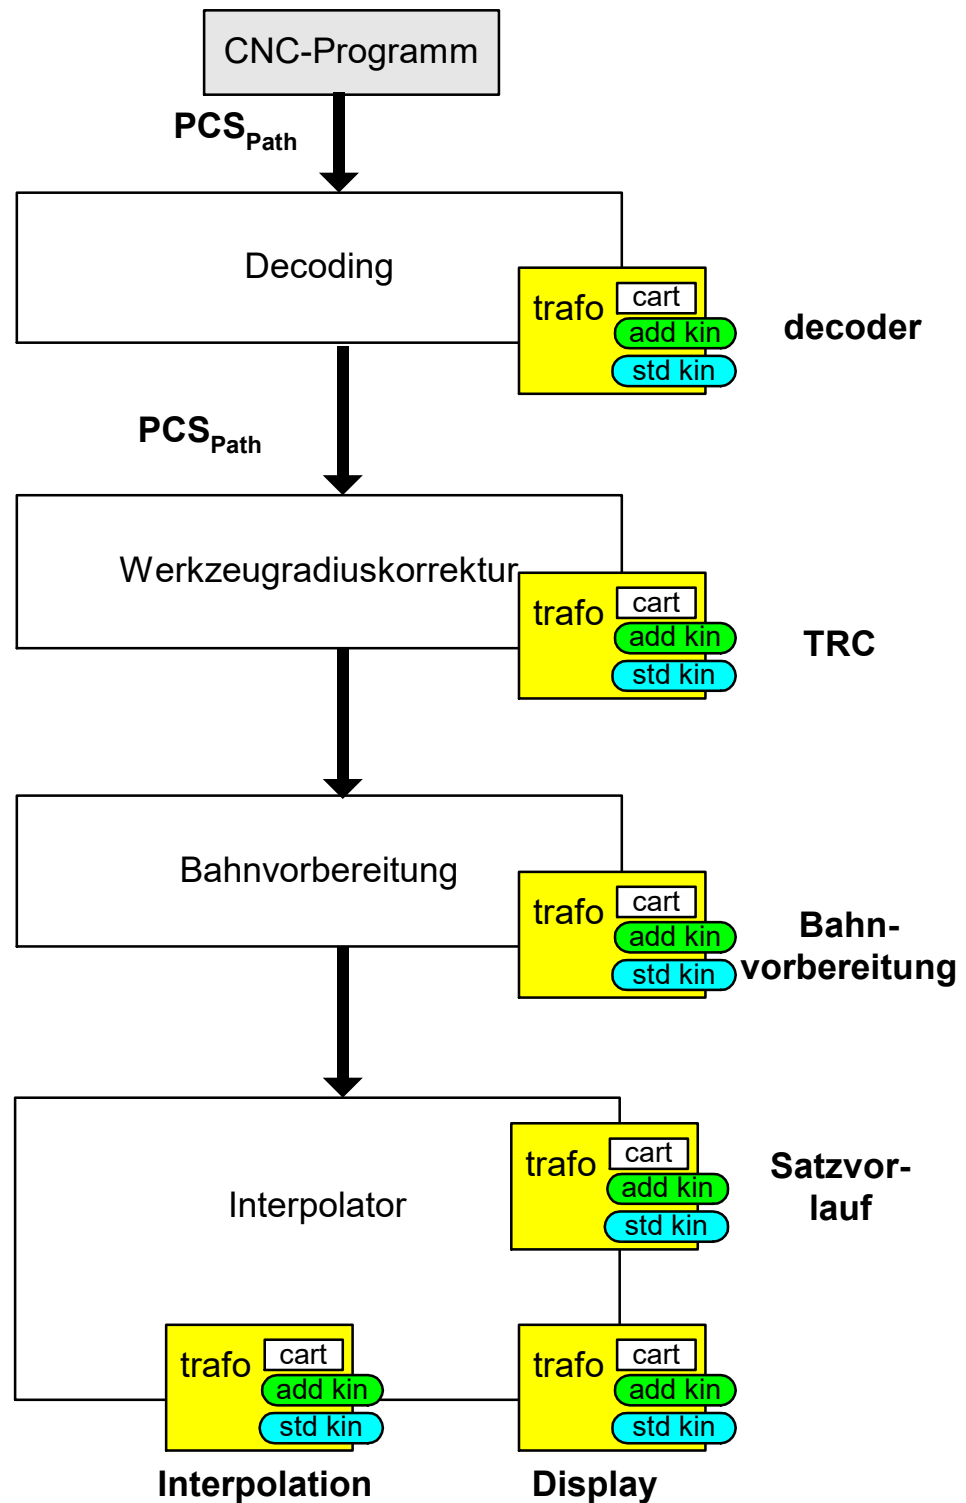 CNC-Programm
PCSPath
Decoding
trafo
cart
add kin
std kin
decoder
PCSPath
Werkzeugradiuskorrektur
trafo
cart
add kin
std kin
TRC
Bahnvorbereitung
trafo
cart
add kin
std kin
Bahn-
vorbereitung
Interpolator
trafo
cart
add kin
std kin
Satzvor-
lauf
trafo
cart
add kin
std kin
Interpolation
trafo
cart
add kin
std kin
Display